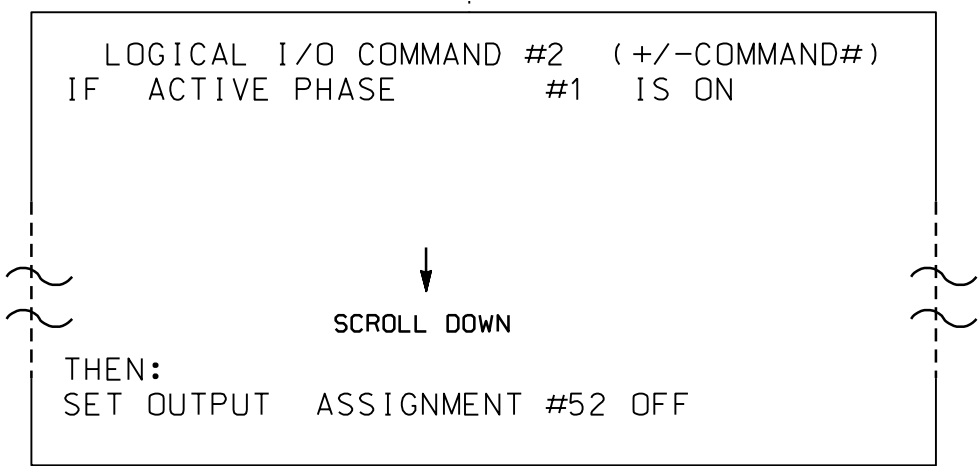 LOGICAL I/O COMMAND #2 (+/-COMMAND#)
IF ACTIVE PHASE #1 IS ON
SCROLL DOWN
THEN:
SET OUTPUT ASSIGNMENT #52 OFF